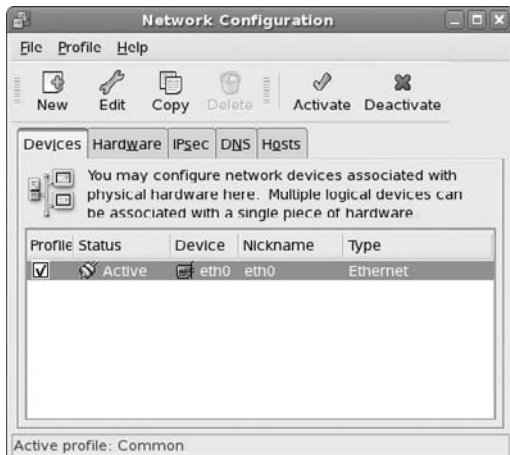 Network Configuration
File Profile Help
New Edit Copy Delete Activate Deactivate
Devices Hardware IPsec DNS Hosts
You may configure network devices associated with
physical hardware here. Multiple logical devices can
be associated with a single piece of hardware
Profile Status Device Nickname Type
Active eth0 eth0 Ethernet
Active profile: Common